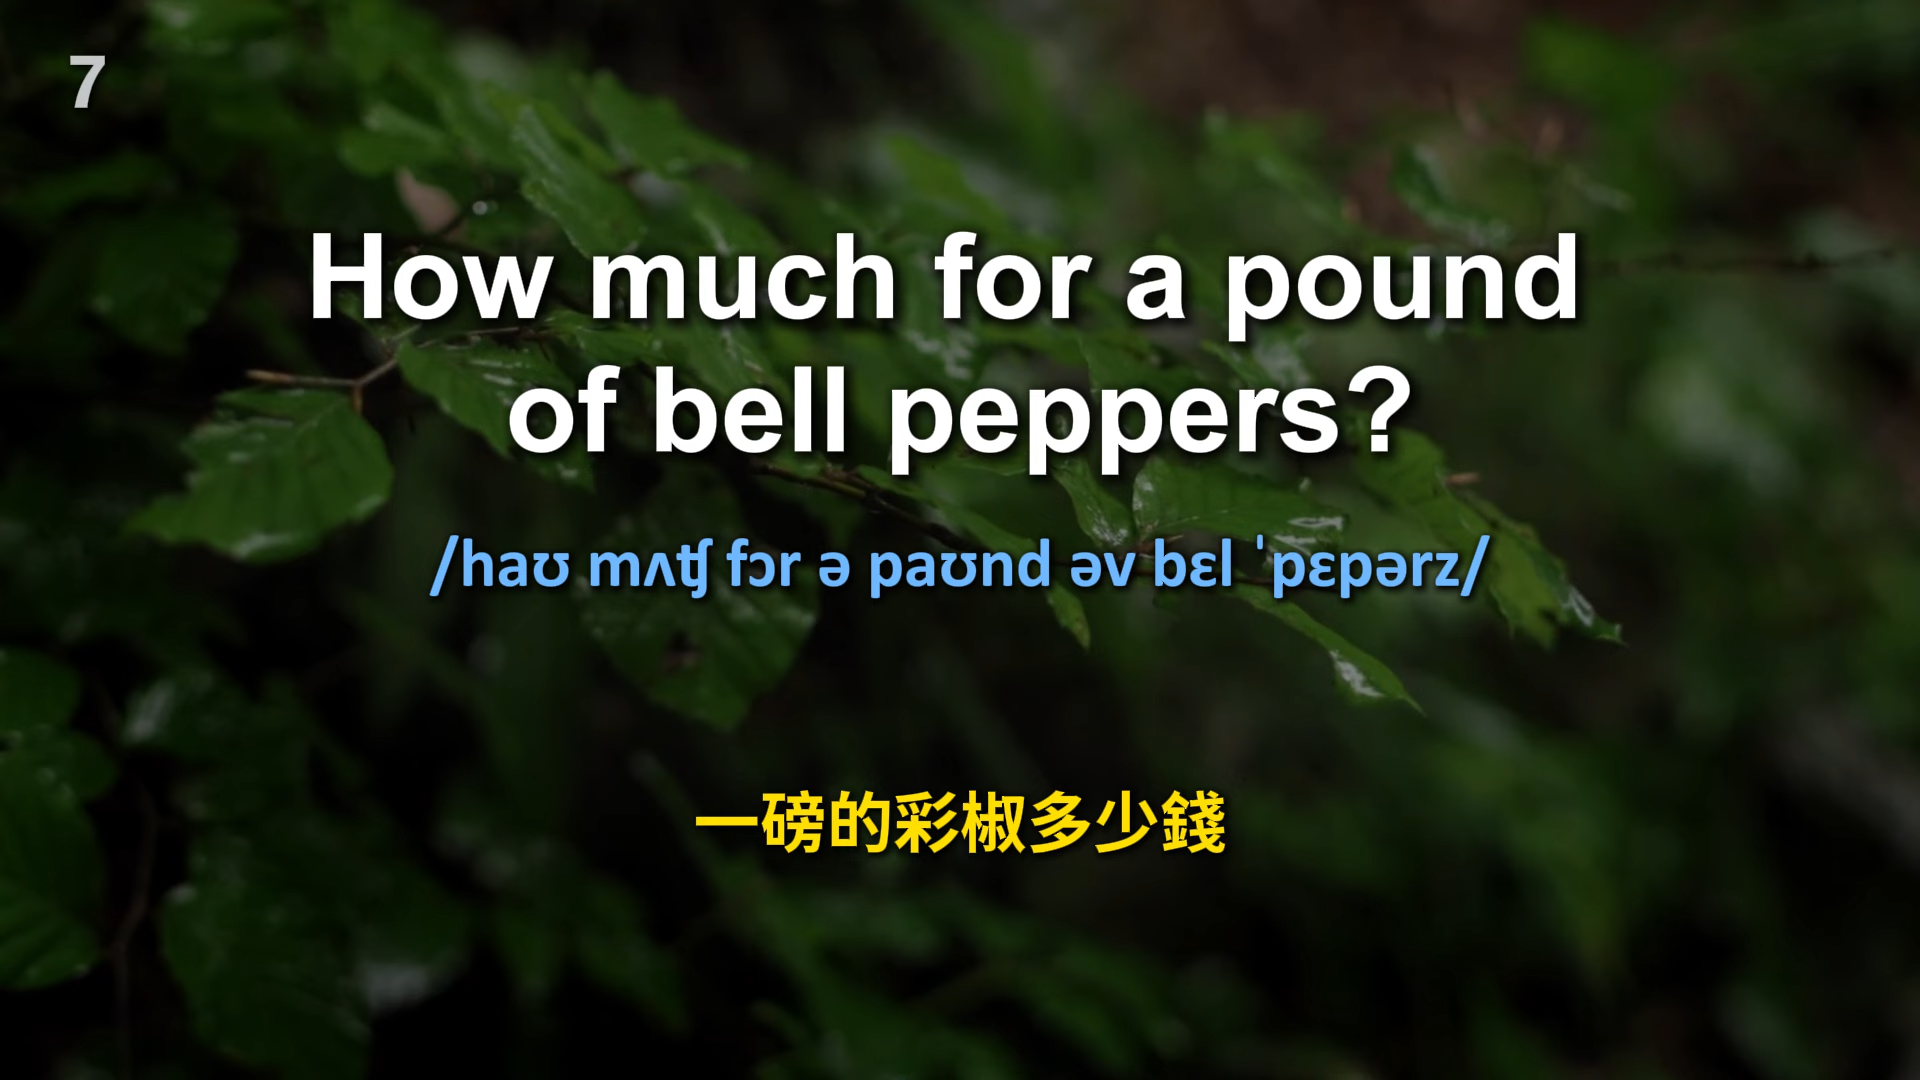 7
How much for a pound
of bell peppers?
/haʊ mʌʧ fɔr ə paʊnd əv bɛl ˈpɛpərz/
一磅的彩椒多少錢